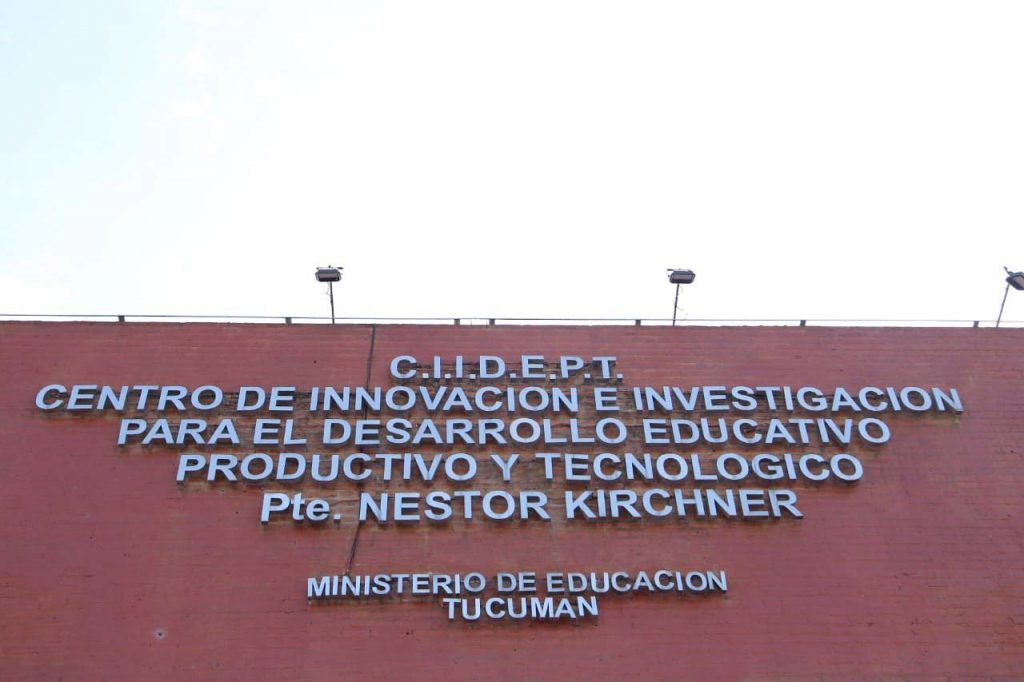 C.I.I.D.E.P.T.
CENTRO DE INNOVACION E INVESTIGACION
PARA EL DESARROLLO EDUCATIVO
PRODUCTIVO Y TECNOLOGICO
Pte. NESTOR KIRCHNER
MINISTERIO DE EDUCACION
TUCUMAN